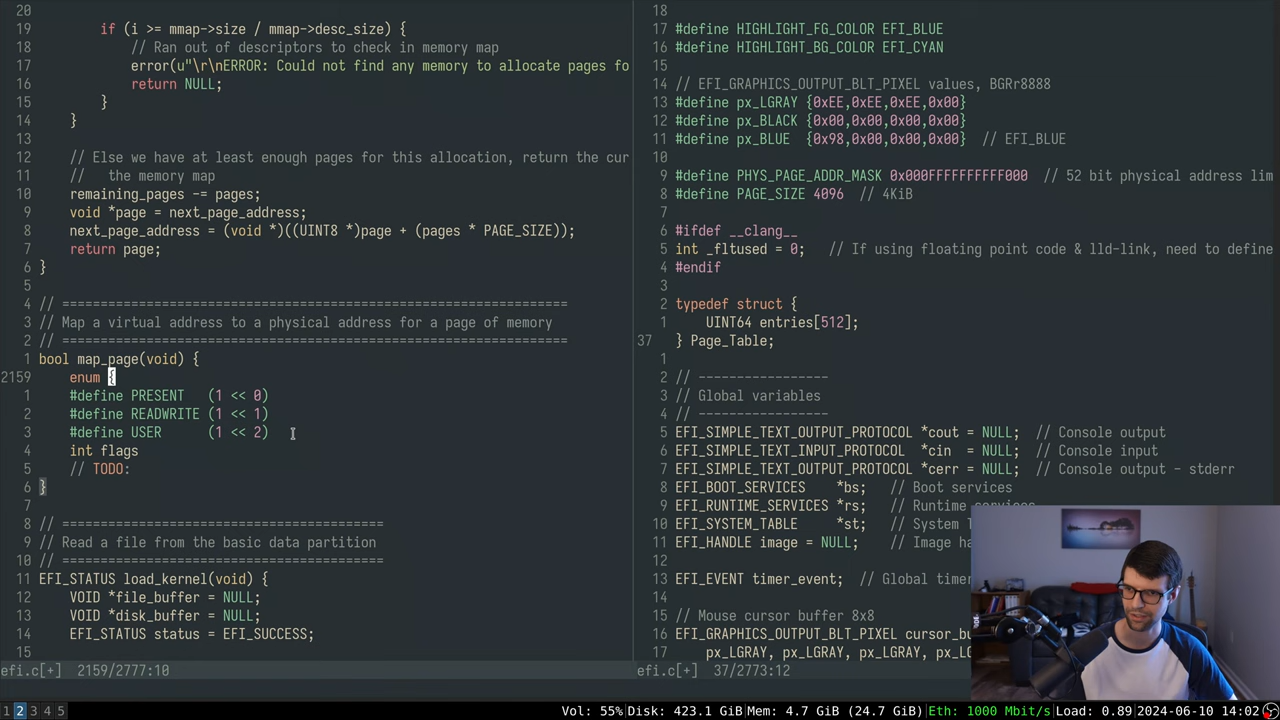 20
19 if (i >= mmap->size / mmap->desc_size) {
18 // Ran out of descriptors to check in memory map
17 error(u"\r\nERROR: Could not find any memory to allocate pages fo
16 return NULL;
15 }
14 }
13
12 // Else we have at least enough pages for this allocation, return the cur
11 // the memory map
10 remaining_pages -= pages;
9 void *page = next_page_address;
8 next_page_address = (void *)((UINT8 *)page + (pages * PAGE_SIZE));
7 return page;
6 }
5
4 // ==================================================================
3 // Map a virtual address to a physical address for a page of memory
2 // ==================================================================
1 bool map_page(void) {
2159 enum {
1 #define PRESENT (1 << 0)
2 #define READWRITE (1 << 1)
3 #define USER (1 << 2)
4 int flags
5 // TODO:
6 }
7
8 // ==========================================
9 // Read a file from the basic data partition
10 // ==========================================
11 EFI_STATUS load_kernel(void) {
12 VOID *file_buffer = NULL;
13 VOID *disk_buffer = NULL;
14 EFI_STATUS status = EFI_SUCCESS;
15
efi.c[+] 2159/2777:10
18
17 #define HIGHLIGHT_FG_COLOR EFI_BLUE
16 #define HIGHLIGHT_BG_COLOR EFI_CYAN
15
14 // EFI_GRAPHICS_OUTPUT_BLT_PIXEL values, BGRr8888
13 #define px_LGRAY {0xEE,0xEE,0xEE,0x00}
12 #define px_BLACK {0x00,0x00,0x00,0x00}
11 #define px_BLUE {0x98,0x00,0x00,0x00} // EFI_BLUE
10
9 #define PHYS_PAGE_ADDR_MASK 0x000FFFFFFFFFF000 // 52 bit physical address lim
8 #define PAGE_SIZE 4096 // 4KiB
7
6 #ifdef __clang__
5 int _fltused = 0; // If using floating point code & lld-link, need to define
4 #endif
3
2 typedef struct {
1 UINT64 entries[512];
37 } Page_Table;
1
2 // -----------------
3 // Global variables
4 // -----------------
5 EFI_SIMPLE_TEXT_OUTPUT_PROTOCOL *cout = NULL; // Console output
6 EFI_SIMPLE_TEXT_INPUT_PROTOCOL *cin = NULL; // Console input
7 EFI_SIMPLE_TEXT_OUTPUT_PROTOCOL *cerr = NULL; // Console output - stderr
8 EFI_BOOT_SERVICES *bs; // Boot services
9 EFI_RUNTIME_SERVICES *rs; // Runtime services
10 EFI_SYSTEM_TABLE *st; // System
11 EFI_HANDLE image = NULL; // Image
12
13 EFI_EVENT timer_event; // Global
14
15 // Mouse cursor buffer 8x8
16 EFI_GRAPHICS_OUTPUT_BLT_PIXEL
17 px_LGRAY, px_LGRAY, px_LGRAY,
efi.c[+] 37/2773:12
1 2 3 4 5
Vol: 55%|Disk: 423.1 GiB|Mem: 4.7 GiB (24.7 GiB)|Eth: 1000 Mbit/s|Load: 0.89|2024-06-10 14:02